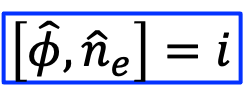 [ϕ̂, n̂ₑ] = i